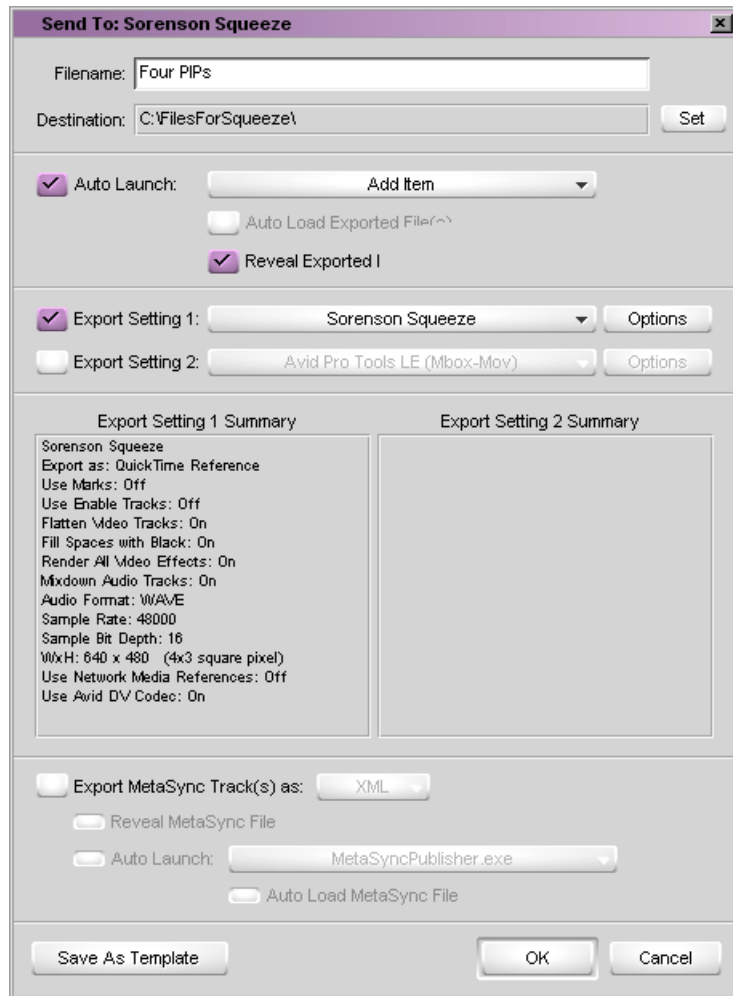 Send To: Sorenson Squeeze
Filename: Four PIPs
Destination: C:\FilesForSqueeze\ Set
Auto Launch: Add Item
Auto Load Exported
Reveal Exported
Export Setting 1: Sorenson Squeeze Options
Export Setting 2: Avid Pro Tools LE (Mbox-Mov) Options
Export Setting 1 Summary Export Setting 2 Summary
Sorenson Squeeze
Export as: QuickTime Reference
Use Marks: Off
Use Enable Tracks: Off
Flatten Video Tracks: On
Fill Spaces with Black: On
Render All Video Effects: On
Mixdown Audio Tracks: On
Audio Format: WAVE
Sample Rate: 48000
Sample Bit Depth: 16
WxH: 640 x 480 (4x3 square pixel)
Use Network Media References: Off
Use Avid DV Codec: On
Export MetaSync Track(s) as: XML
Reveal MetaSync File
Auto Launch: MetaSyncPublisher.exe
Auto Load MetaSync File
Save As Template OK Cancel